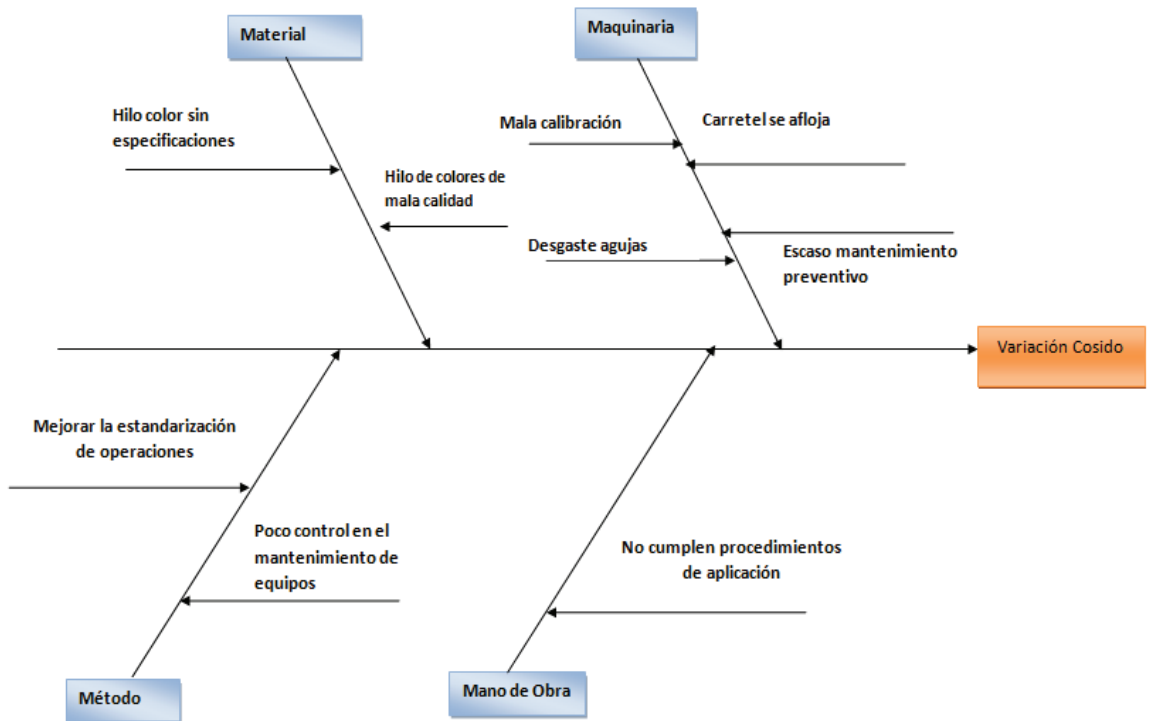 Material
Maquinaria
Hilo color sin
especificaciones
Mala calibración
Carretel se afloja
Hilo de colores de
mala calidad
Desgaste agujas
Escaso mantenimiento
preventivo
Variación Cosido
Mejorar la estandarización
de operaciones
Poco control en el
mantenimiento de
equipos
No cumplen procedimientos
de aplicación
Método
Mano de Obra